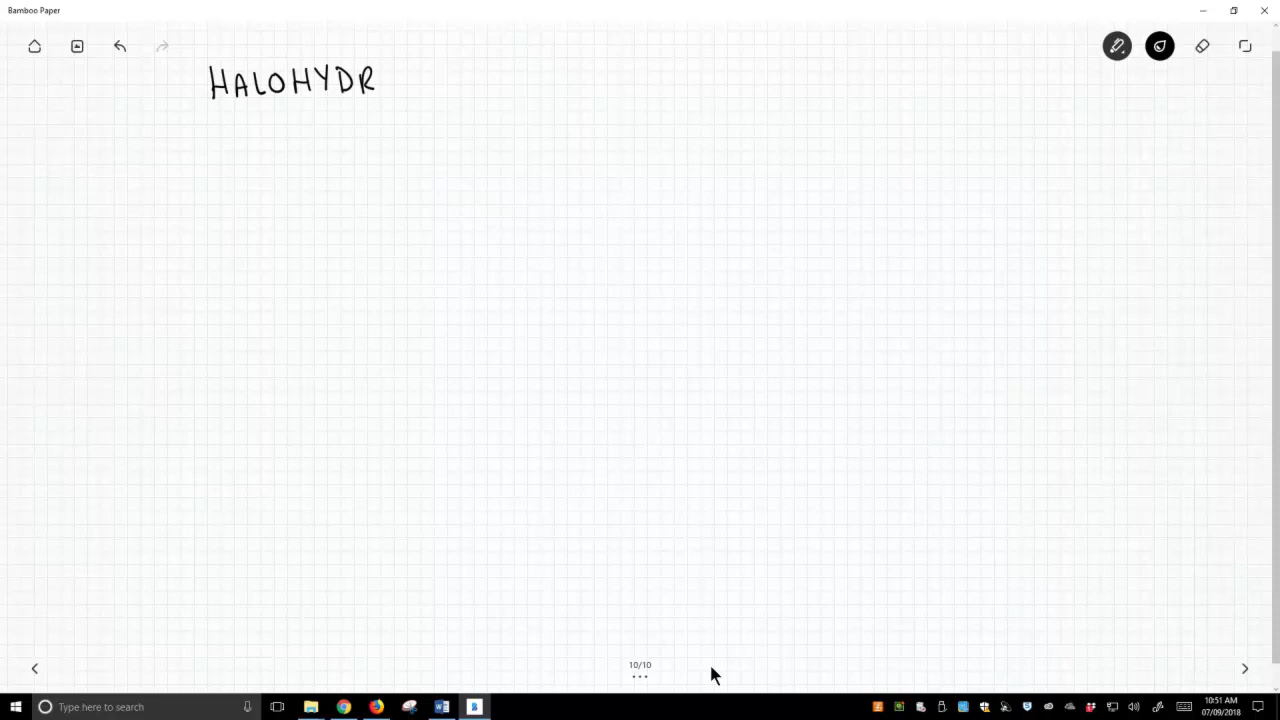 Bamboo Paper
HALOHYDR
10/10
Type here to search
10:51 AM
07/09/2018